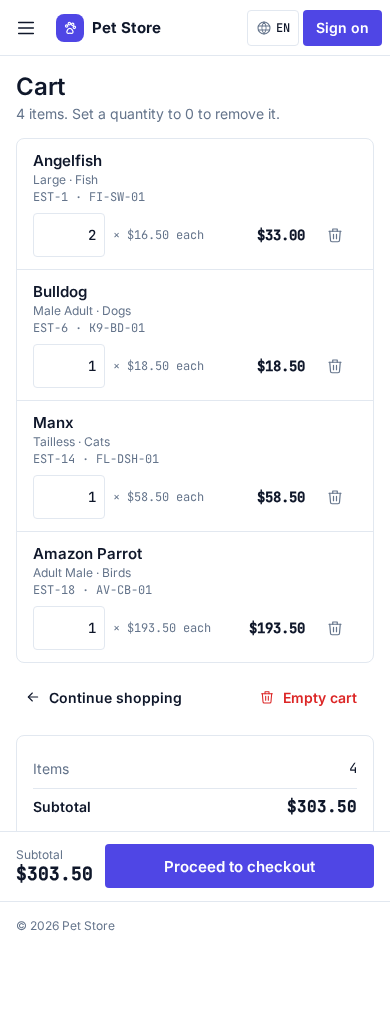 Pet Store
EN
Sign on
Cart
4 items. Set a quantity to 0 to remove it.
Angelfish
Large · Fish
EST-1 · FI-SW-01
2 × $16.50 each $33.00
Bulldog
Male Adult · Dogs
EST-6 · K9-BD-01
1 × $18.50 each $18.50
Manx
Tailless · Cats
EST-14 · FL-DSH-01
1 × $58.50 each $58.50
Amazon Parrot
Adult Male · Birds
EST-18 · AV-CB-01
1 × $193.50 each $193.50
Continue shopping
Empty cart
Items 4
Subtotal $303.50
Subtotal
$303.50
Proceed to checkout
© 2026 Pet Store